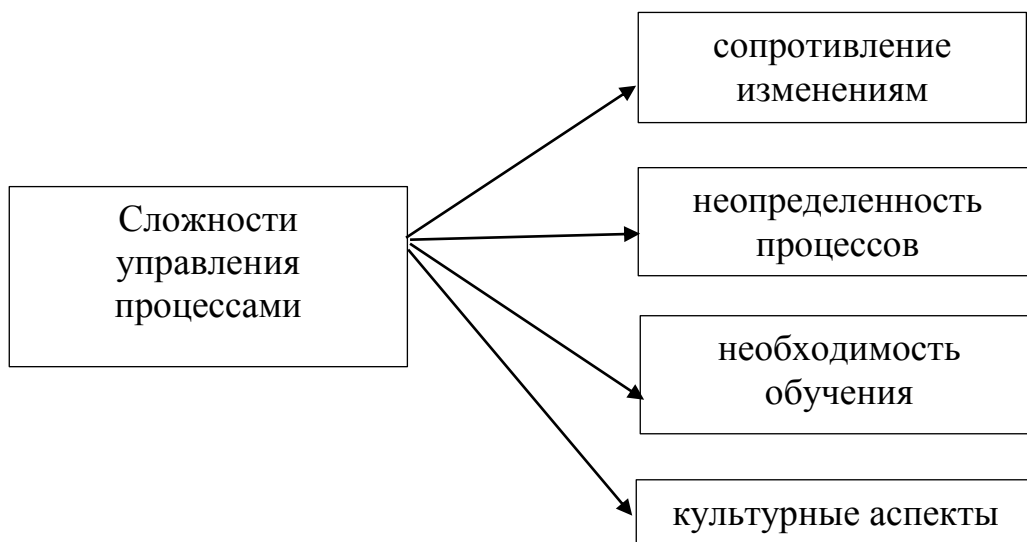 Сложности
управления
процессами
сопротивление
изменениям
неопределенность
процессов
необходимость
обучения
культурные аспекты